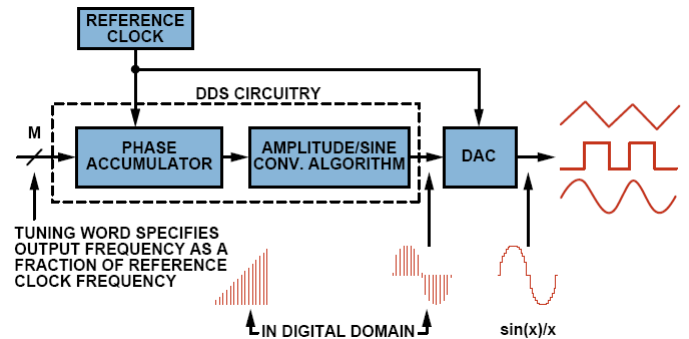 REFERENCE
CLOCK
DDS CIRCUITRY
M
PHASE
ACCUMULATOR
AMPLITUDE/SINE
CONV. ALGORITHM
DAC
TUNING WORD SPECIFIES
OUTPUT FREQUENCY AS A
FRACTION OF REFERENCE
CLOCK FREQUENCY
IN DIGITAL DOMAIN
sin(x)/x